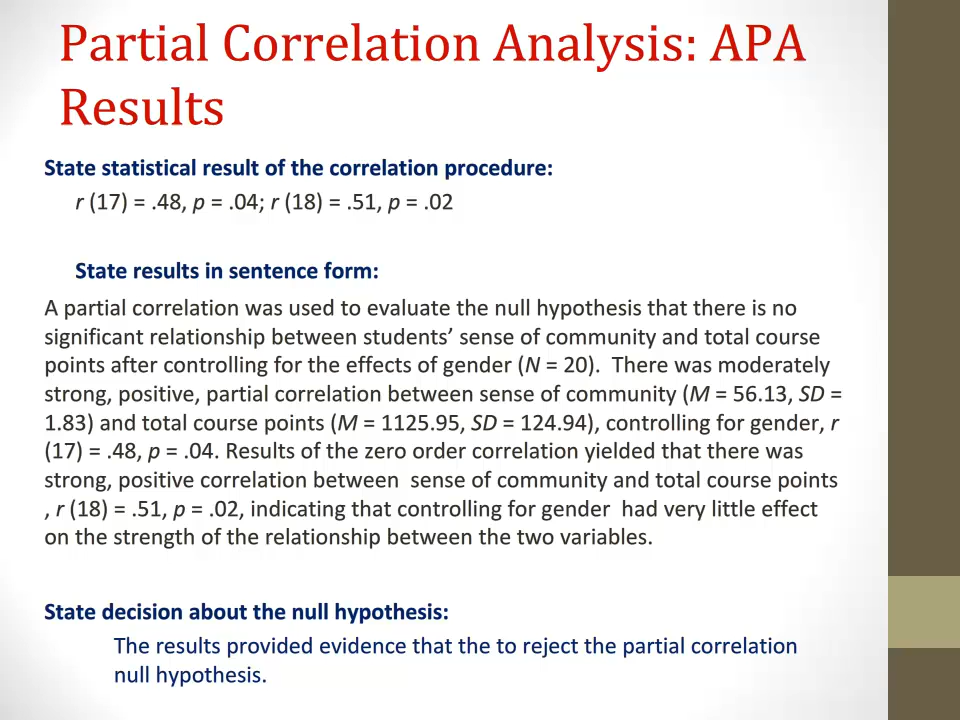 Partial Correlation Analysis: APA
Results
State statistical result of the correlation procedure:
r (17) = .48, p = .04; r (18) = .51, p = .02
State results in sentence form:
A partial correlation was used to evaluate the null hypothesis that there is no
significant relationship between students’ sense of community and total course
points after controlling for the effects of gender (N = 20).  There was moderately
strong, positive, partial correlation between sense of community (M = 56.13, SD =
1.83) and total course points (M = 1125.95, SD = 124.94), controlling for gender, r
(17) = .48, p = .04. Results of the zero order correlation yielded that there was
strong, positive correlation between  sense of community and total course points
, r (18) = .51, p = .02, indicating that controlling for gender  had very little effect
on the strength of the relationship between the two variables.
State decision about the null hypothesis:
The results provided evidence that the to reject the partial correlation
null hypothesis.